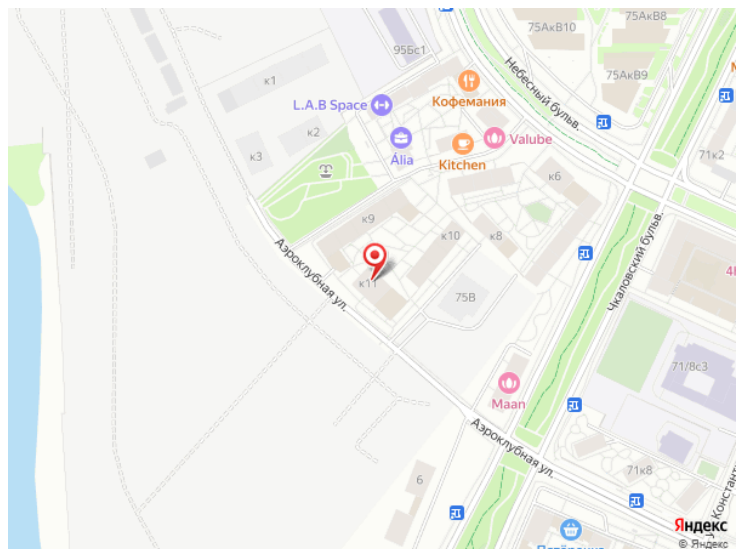 75АкВ10
75АкВ8
95Бс1
Небесный бульв.
75АкВ9
к1
L.A.B Space
Кофемания
к2
Valube
71к2
к3
Ália
Kitchen
к6
к9
к10
к8
Чкаловский бульв.
Аэроклубная ул.
к11
75В
71/8с3
Maan
Аэроклубная ул.
6
71к8
Яндекс
© Яндекс